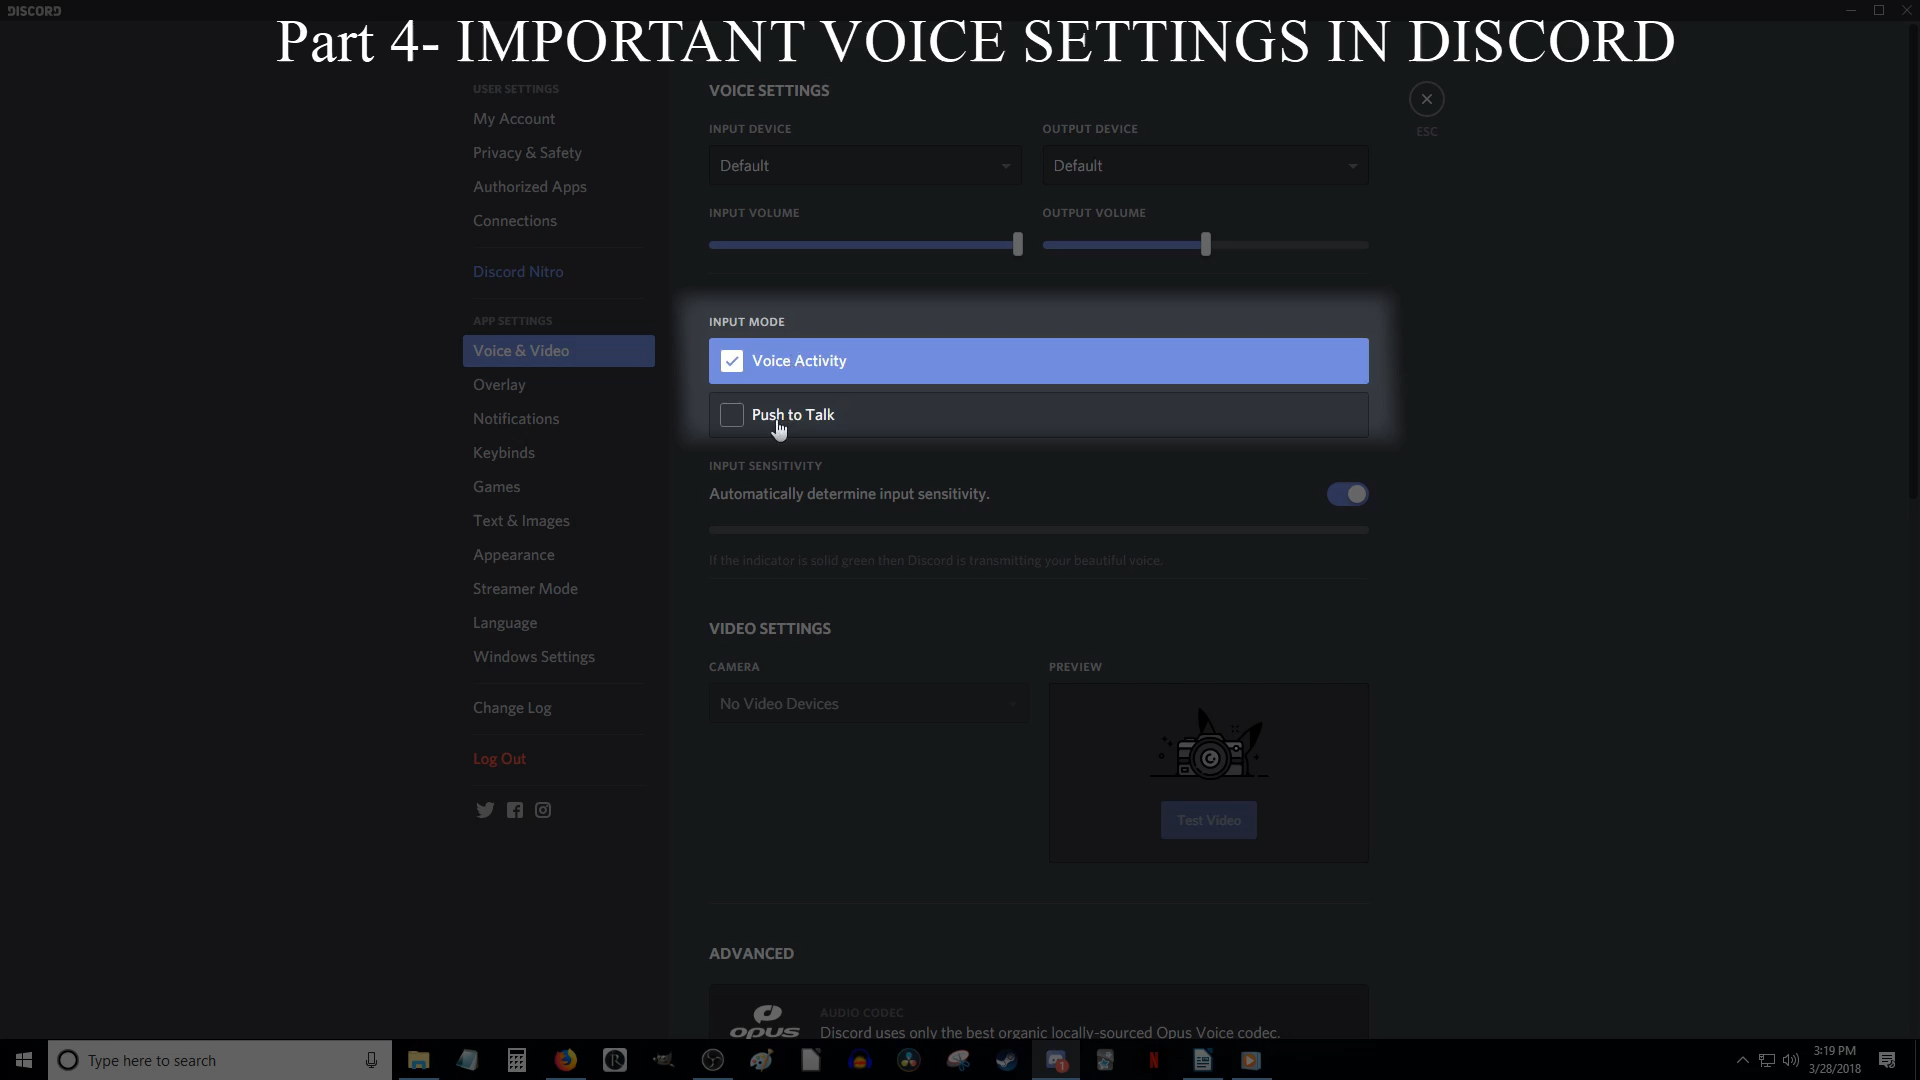 DISCORD
Part 4- IMPORTANT VOICE SETTINGS IN DISCORD
USER SETTINGS
My Account
Privacy & Safety
Authorized Apps
Connections
Discord Nitro
APP SETTINGS
Voice & Video
Overlay
Notifications
Keybinds
Games
Text & Images
Appearance
Streamer Mode
Language
Windows Settings
Change Log
Log Out
VOICE SETTINGS
INPUT DEVICE
OUTPUT DEVICE
Default
Default
INPUT VOLUME
OUTPUT VOLUME
ESC
INPUT MODE
Voice Activity
Push to Talk
INPUT SENSITIVITY
Automatically determine input sensitivity.
If the indicator is solid green then Discord is transmitting your beautiful voice.
VIDEO SETTINGS
CAMERA
PREVIEW
No Video Devices
Test Video
ADVANCED
opus
AUDIO CODEC
Discord uses only the best organic locally-sourced Opus Voice codec.
Type here to search
R
1
N
3:19 PM
3/28/2018